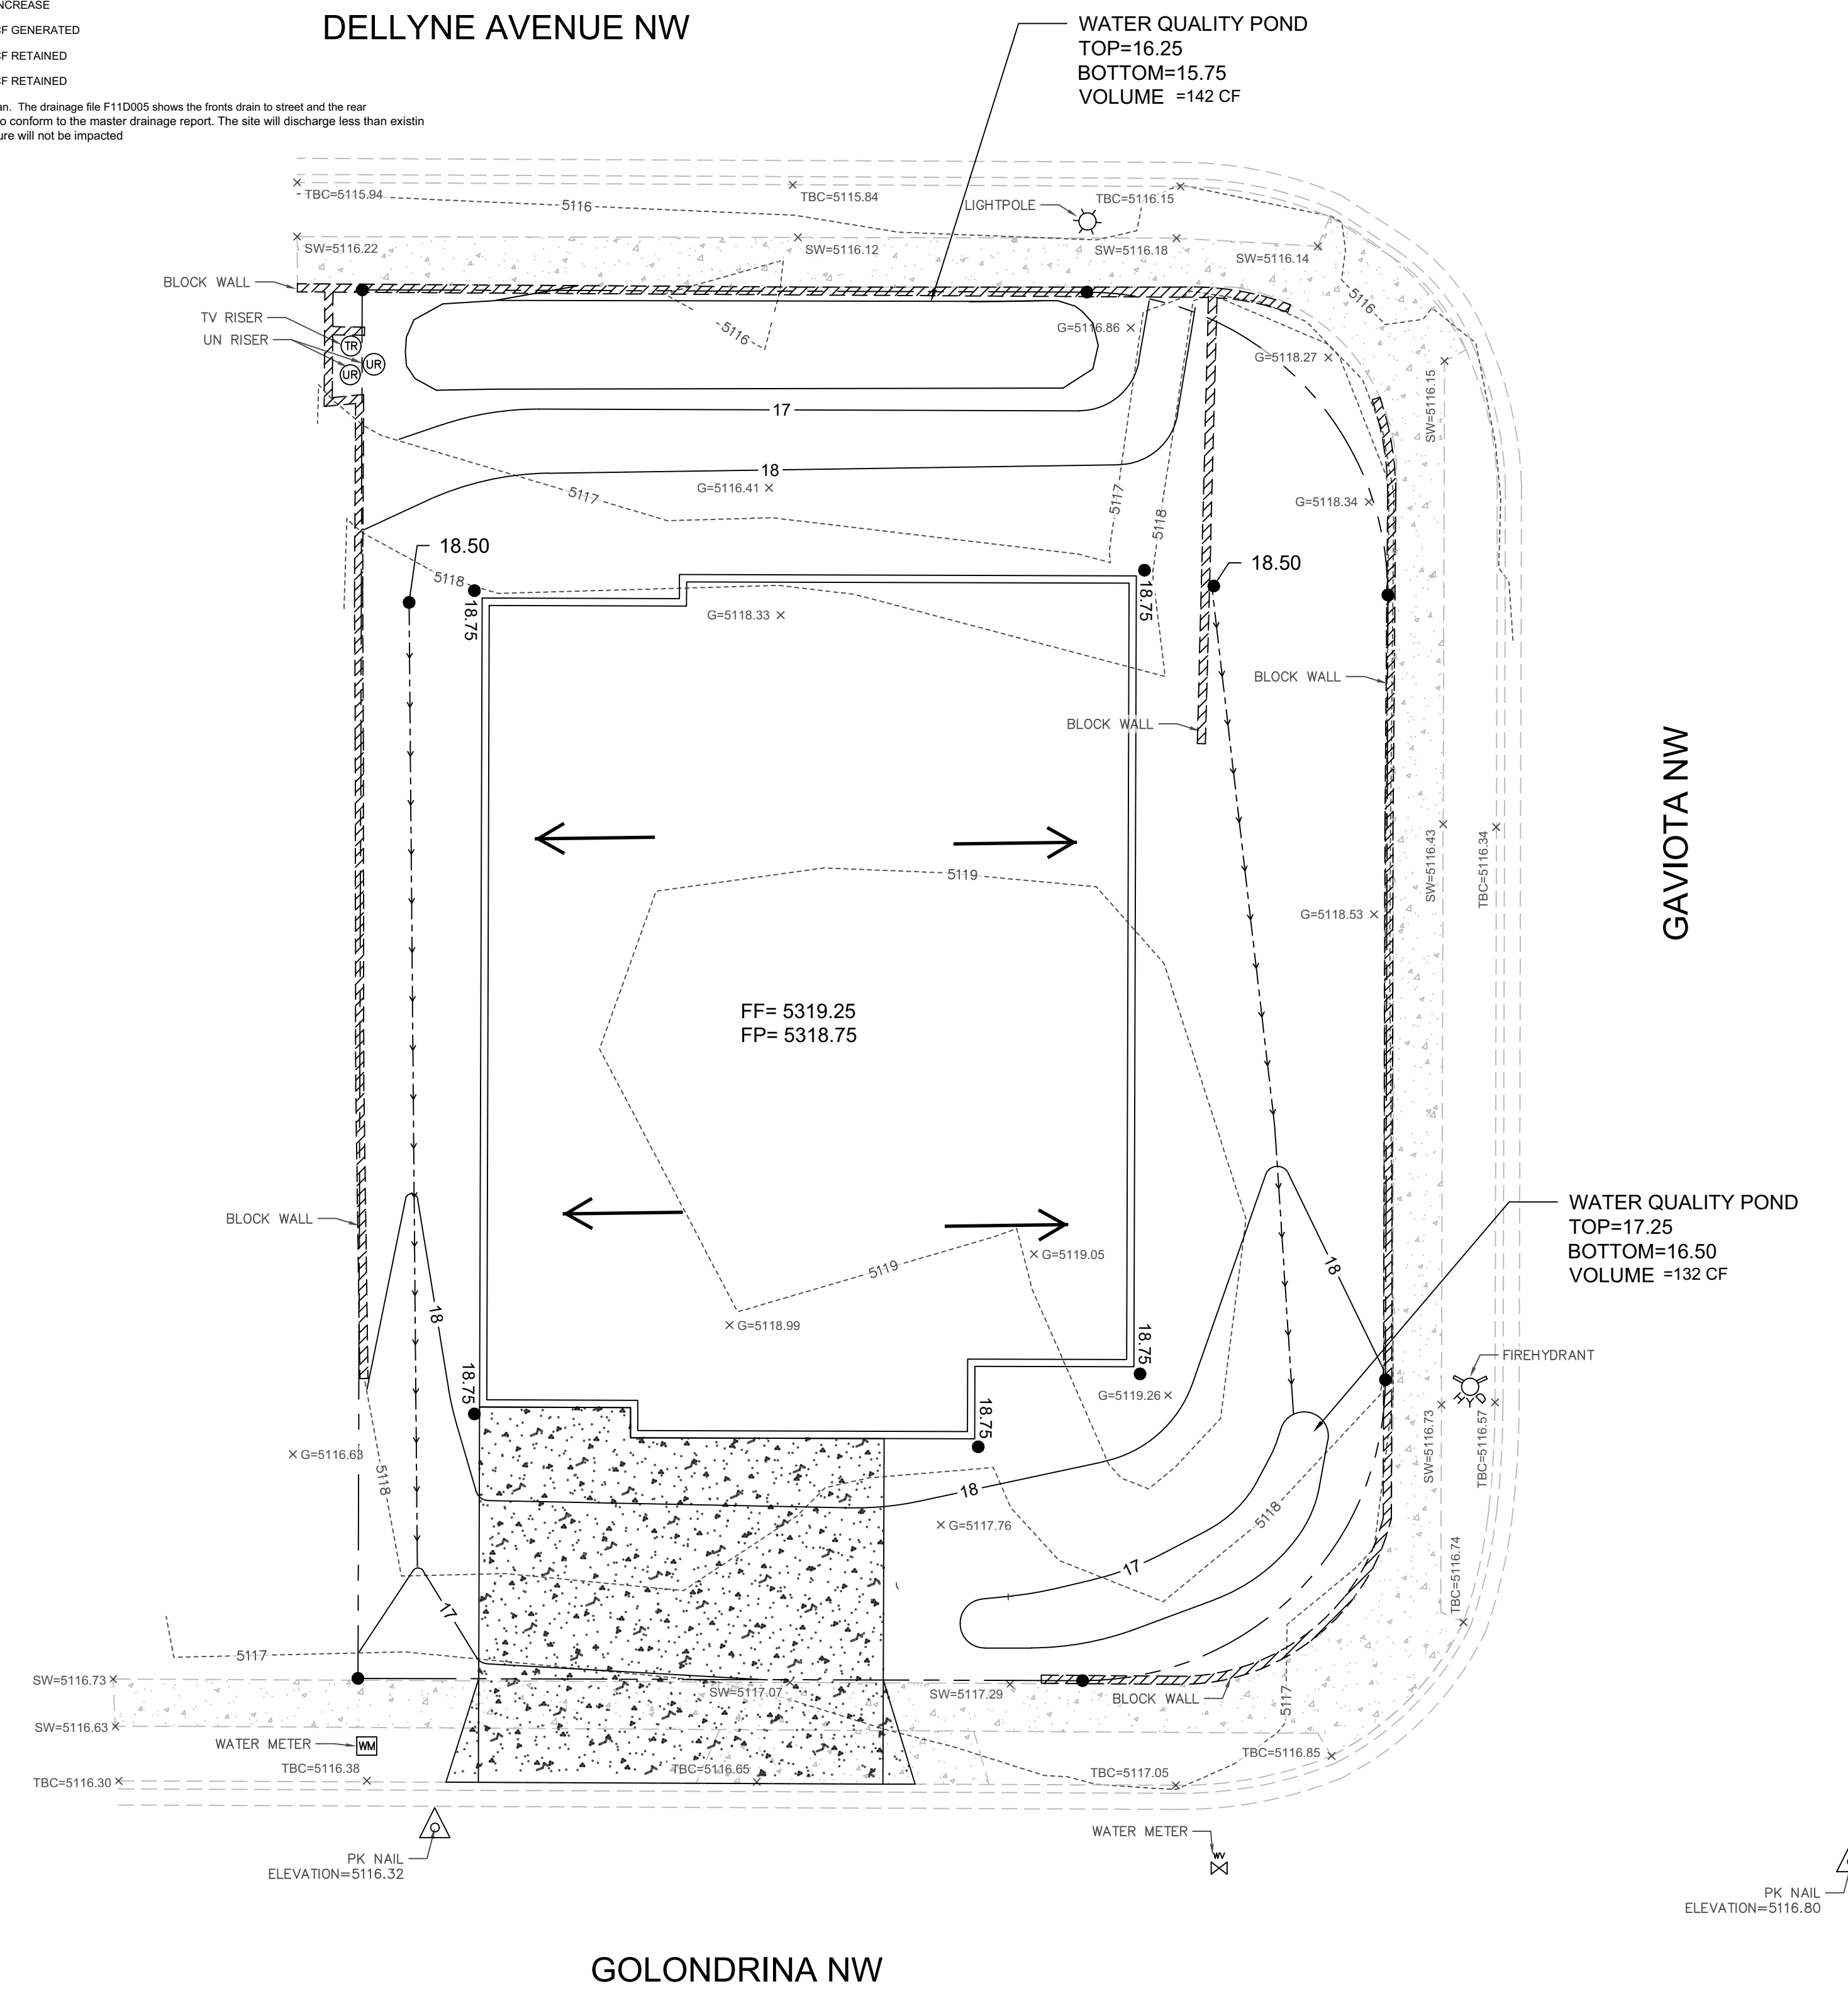 NCREASE
CF GENERATED
CF RETAINED
CF RETAINED
an. The drainage file F11D005 shows the fronts drain to street and the rear
o conform to the master drainage report. The site will discharge less than existin
ure will not be impacted
DELLYNE AVENUE NW
WATER QUALITY POND
TOP=16.25
BOTTOM=15.75
VOLUME =142 CF
TBC=5115.94
5116
TBC=5115.84
LIGHTPOLE
TBC=5116.15
SW=5116.22
SW=5116.12
SW=5116.18
SW=5116.14
BLOCK WALL
5116
TV RISER
TR
UN RISER
UR
UR
5116
G=5116.86
G=5118.27
SW=5116.15
17
18
G=5116.41
5117
5117
5118
G=5118.34
18.50
18.50
5118
18.75
18.75
G=5118.33
BLOCK WALL
BLOCK WALL
GAVIOTA NW
SW=5116.43
TBC=5116.34
5119
G=5118.53
FF= 5319.25
FP= 5318.75
WATER QUALITY POND
TOP=17.25
BOTTOM=16.50
VOLUME =132 CF
BLOCK WALL
G=5119.05
5119
18
18
G=5118.99
18.75
18.75
FIREHYDRANT
HYD
G=5119.26
18.75
SW=5116.73
TBC=5116.57
G=5116.63
5118
18
G=5117.76
5118
17
TBC=5116.74
17
5117
SW=5116.73
SW=5117.07
SW=5117.29
BLOCK WALL
5117
SW=5116.63
WATER METER
WM
TBC=5116.85
TBC=5116.30
TBC=5116.38
TBC=5116.65
TBC=5117.05
WATER METER
WV
PK NAIL
ELEVATION=5116.32
PK NAIL
ELEVATION=5116.80
GOLONDRINA NW